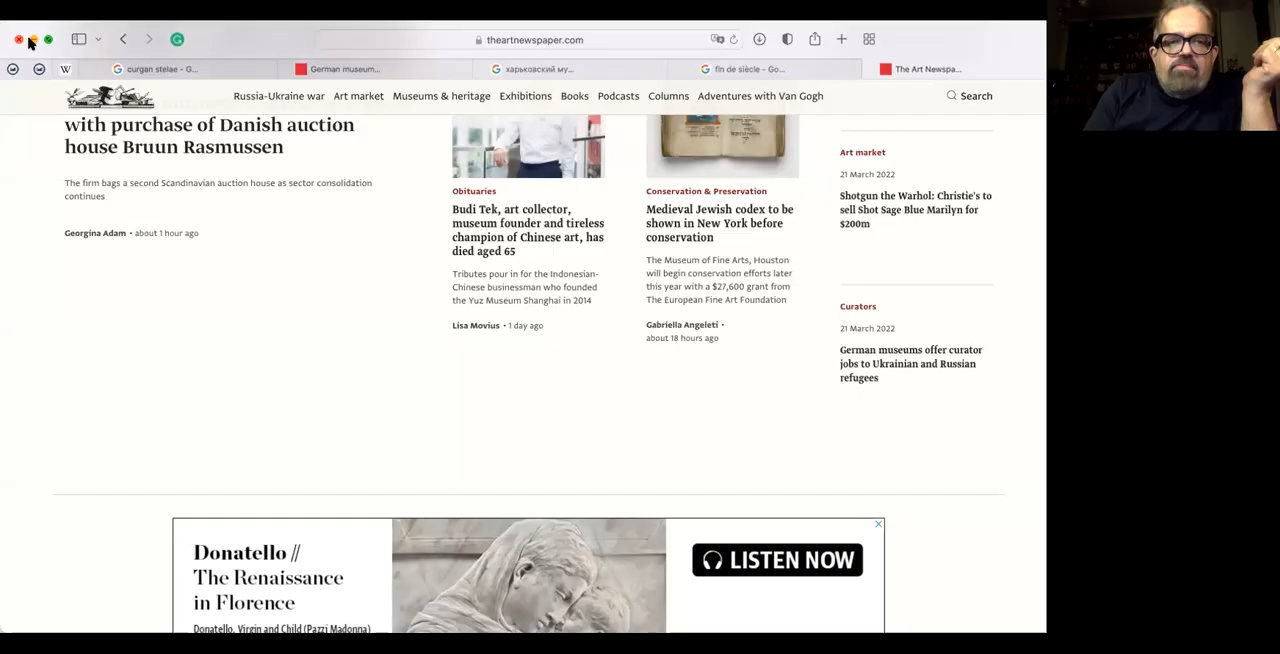 theartnewspaper.com
curgan stelae - G...
German museum...
харьковский му...
fin de siècle - Go...
The Art Newspa...
W
Russia-Ukraine war Art market Museums & heritage Exhibitions Books Podcasts Columns Adventures with Van Gogh Search
with purchase of Danish auction
house Bruun Rasmussen
The firm bags a second Scandinavian auction house as sector consolidation
continues
Georgina Adam • about 1 hour ago
Obituaries
Budi Tek, art collector,
museum founder and tireless
champion of Chinese art, has
died aged 65
Tributes pour in for the Indonesian-
Chinese businessman who founded
the Yuz Museum Shanghai in 2014
Lisa Movius • 1 day ago
Conservation & Preservation
Medieval Jewish codex to be
shown in New York before
conservation
The Museum of Fine Arts, Houston
will begin conservation efforts later
this year with a $27,600 grant from
The European Fine Art Foundation
Gabriella Angeleti •
about 18 hours ago
Art market
21 March 2022
Shotgun the Warhol: Christie's to
sell Shot Sage Blue Marilyn for
$200m
Curators
21 March 2022
German museums offer curator
jobs to Ukrainian and Russian
refugees
Donatello //
The Renaissance
in Florence
Donatello, Virgin and Child (Pazzi Madonna)
LISTEN NOW